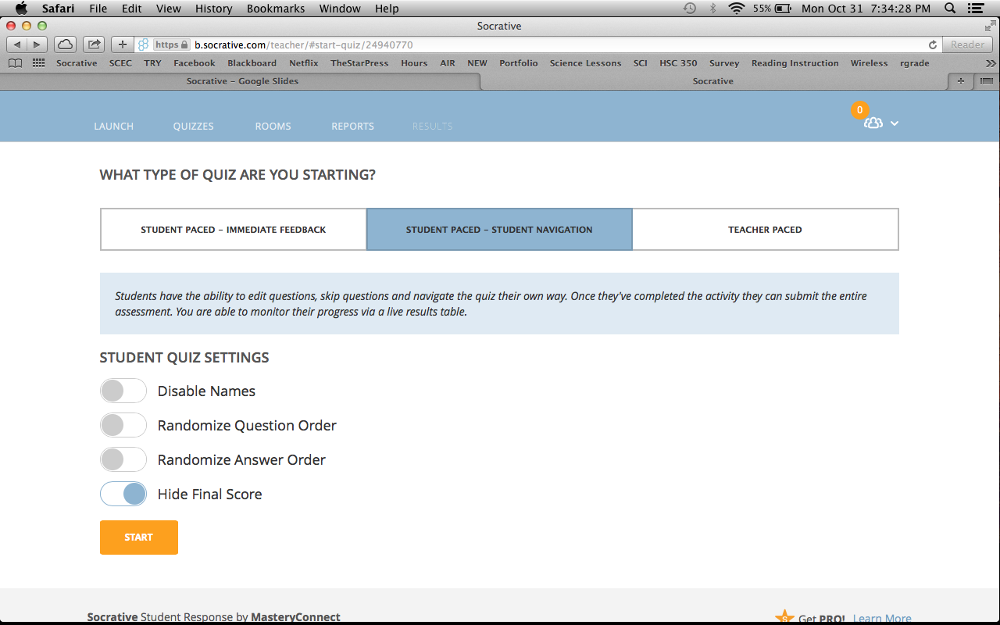 Safari File Edit View History Bookmarks Window Help 55% Mon Oct 31 7:34:28 PM
Socrative
https b.socrative.com/teacher/#start-quiz/24940770 Reader
Socrative SCEC TRY Facebook Blackboard Netflix TheStarPress Hours AIR NEW Portfolio Science Lessons SCI HSC 350 Survey Reading Instruction Wireless rgrade
Socrative – Google Slides Socrative
0
LAUNCH QUIZZES ROOMS REPORTS RESULTS
WHAT TYPE OF QUIZ ARE YOU STARTING?
STUDENT PACED – IMMEDIATE FEEDBACK STUDENT PACED – STUDENT NAVIGATION TEACHER PACED
Students have the ability to edit questions, skip questions and navigate the quiz their own way. Once they've completed the activity they can submit the entire
assessment. You are able to monitor their progress via a live results table.
STUDENT QUIZ SETTINGS
Disable Names
Randomize Question Order
Randomize Answer Order
Hide Final Score
START
Socrative Student Response by MasteryConnect Get PRO! Learn More